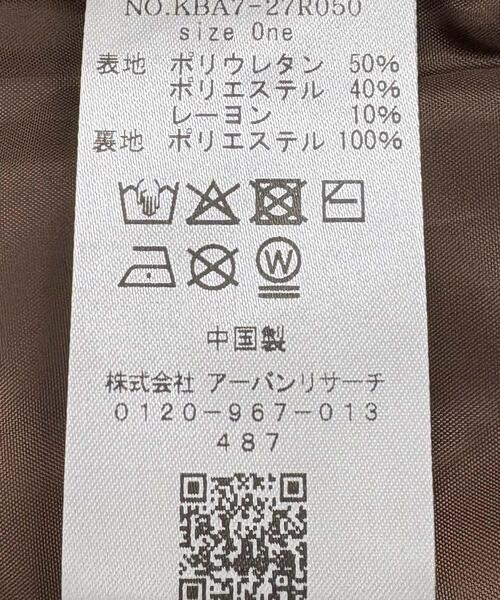 NO.KBA7-27R050
size One
表地 ポリウレタン 50%
ポリエステル 40%
レーヨン 10%
裏地 ポリエステル 100%
W
中国製
株式会社 アーバンリサーチ
0120-967-013
487